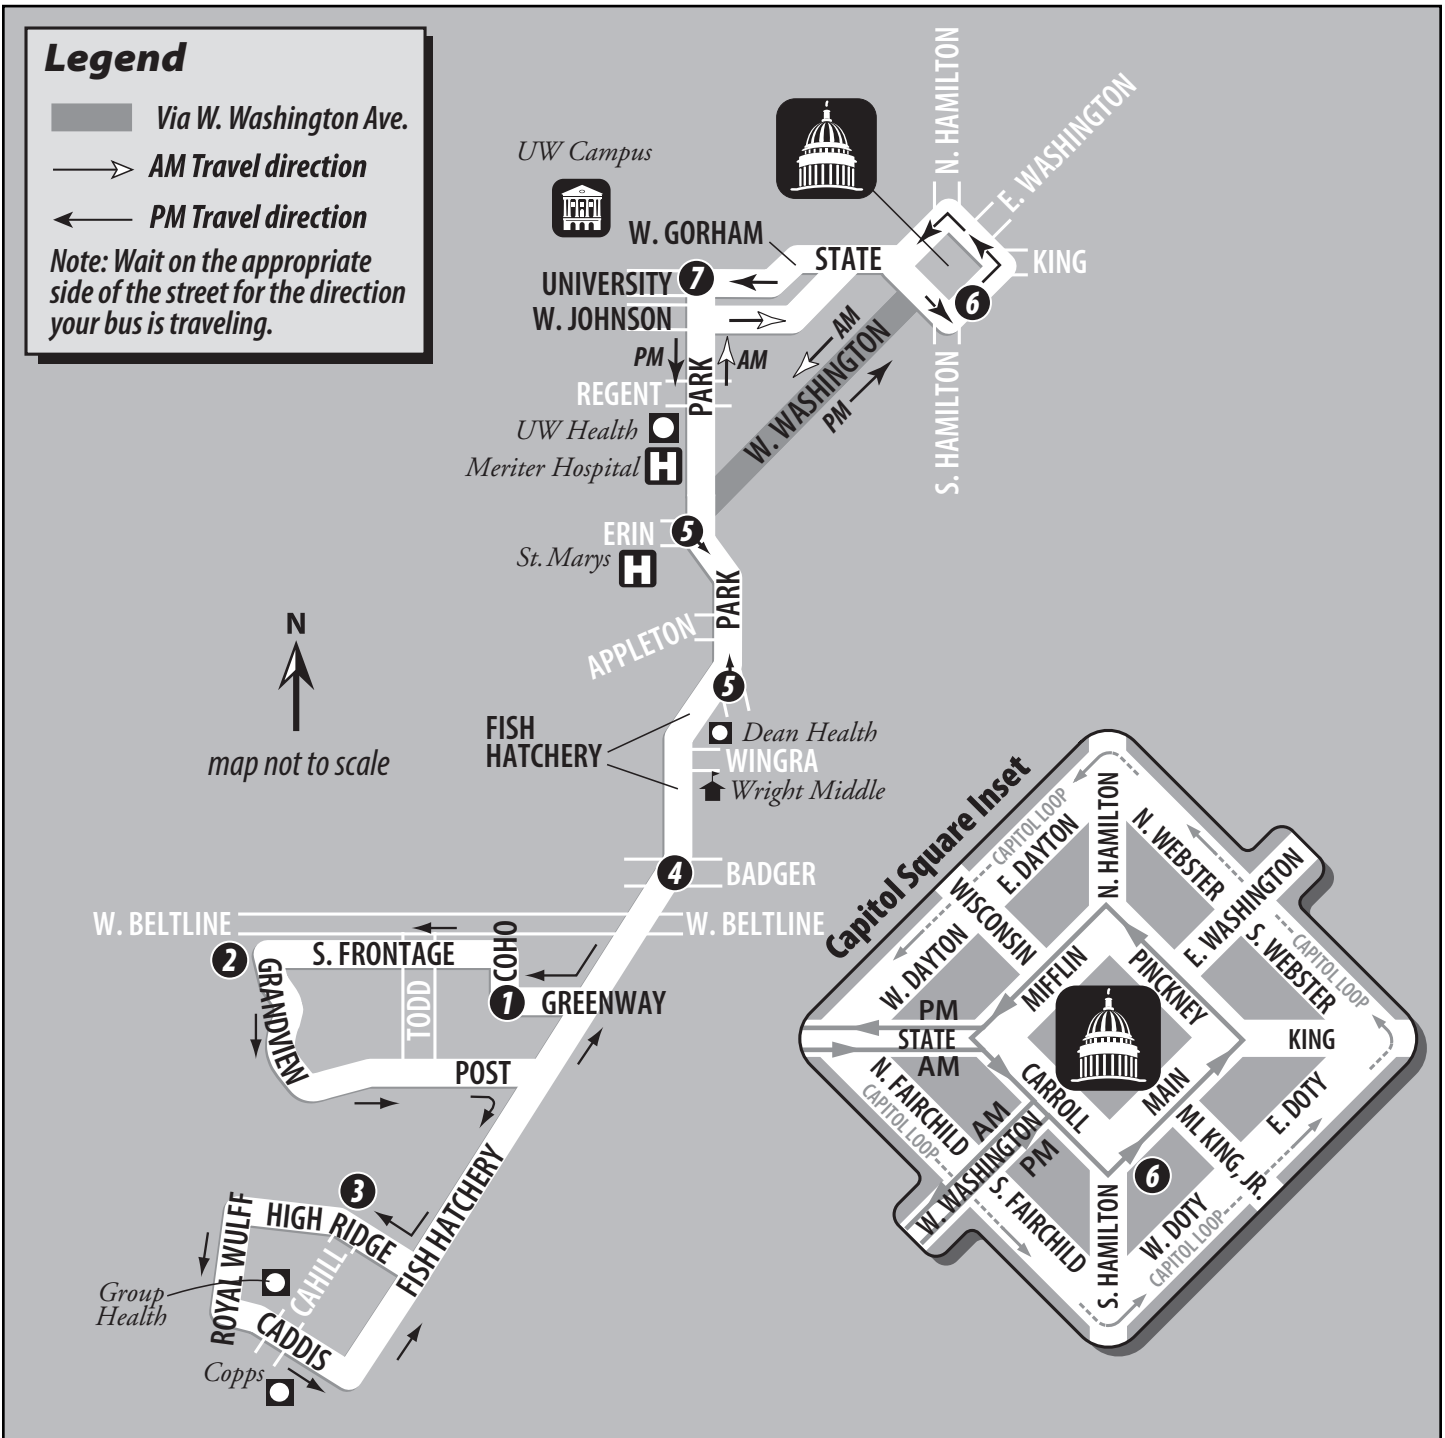 Legend
Via W. Washington Ave.
AM Travel direction
PM Travel direction
Note: Wait on the appropriate
side of the street for the direction
your bus is traveling.
UW Campus
N. HAMILTON
E. WASHINGTON
W. GORHAM
STATE
KING
UNIVERSITY
7
6
W. JOHNSON
AM
PM
AM
W. WASHINGTON
PM
PARK
REGENT
S. HAMILTON
UW Health
Meriter Hospital
H
ERIN
5
St. Marys
H
PARK
APPLETON
5
N
map not to scale
FISH
HATCHERY
Dean Health
WINGRA
Wright Middle
4
BADGER
W. BELTLINE
W. BELTLINE
2
S. FRONTAGE
COHO
GRANDVIEW
TODD
1
GREENWAY
POST
FISH HATCHERY
3
HIGH RIDGE
ROYAL WULFF
CAHILL
Group
Health
CADDIS
Copps
Capitol Square Inset
CAPITOL LOOP
E. DAYTON
N. HAMILTON
N. WEBSTER
WISCONSIN
E. WASHINGTON
W. DAYTON
MIFFLIN
PINCKNEY
S. WEBSTER
CAPITOL LOOP
PM
STATE
AM
KING
N. FAIRCHILD
CAPITOL LOOP
CARROLL
MAIN
E. DOTY
AM
W. WASHINGTON
PM
ML KING, JR.
6
S. FAIRCHILD
S. HAMILTON
W. DOTY
CAPITOL LOOP